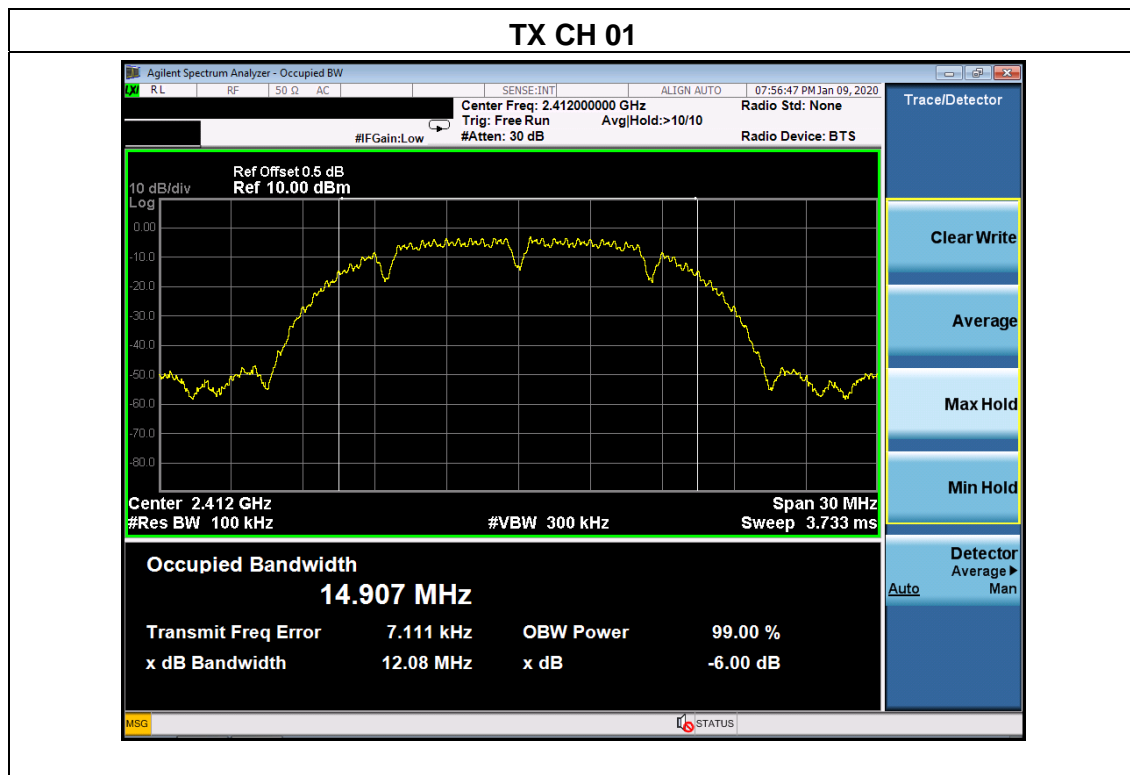 TX CH 01
Agilent Spectrum Analyzer - Occupied BW
LXI RL RF 50 Ω AC SENSE:INT ALIGN AUTO 07:56:47 PM Jan 09, 2020
Center Freq: 2.412000000 GHz Radio Std: None
Trig: Free Run Avg|Hold:>10/10
#IFGain:Low #Atten: 30 dB Radio Device: BTS
Trace/Detector
Ref Offset 0.5 dB
10 dB/div Ref 10.00 dBm
Log
0.00
-10.0
-20.0
-30.0
-40.0
-50.0
-60.0
-70.0
-80.0
Center 2.412 GHz Span 30 MHz
#Res BW 100 kHz #VBW 300 kHz Sweep 3.733 ms
Clear Write
Average
Max Hold
Min Hold
Detector
Average▶
Auto Man
Occupied Bandwidth
14.907 MHz
Transmit Freq Error 7.111 kHz OBW Power 99.00 %
x dB Bandwidth 12.08 MHz x dB -6.00 dB
MSG STATUS